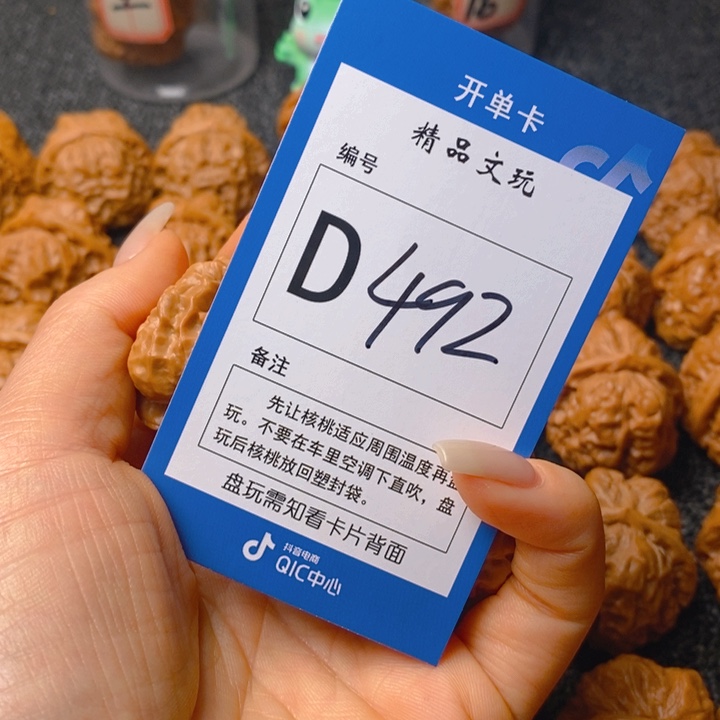 开单卡
精品文玩
编号
D492
备注
先让核桃适应周围温度再盘
玩。不要在车里空调下直吹，盘
玩后核桃放回塑封袋。
盘玩需知看卡片背面
抖音电商
QIC中心